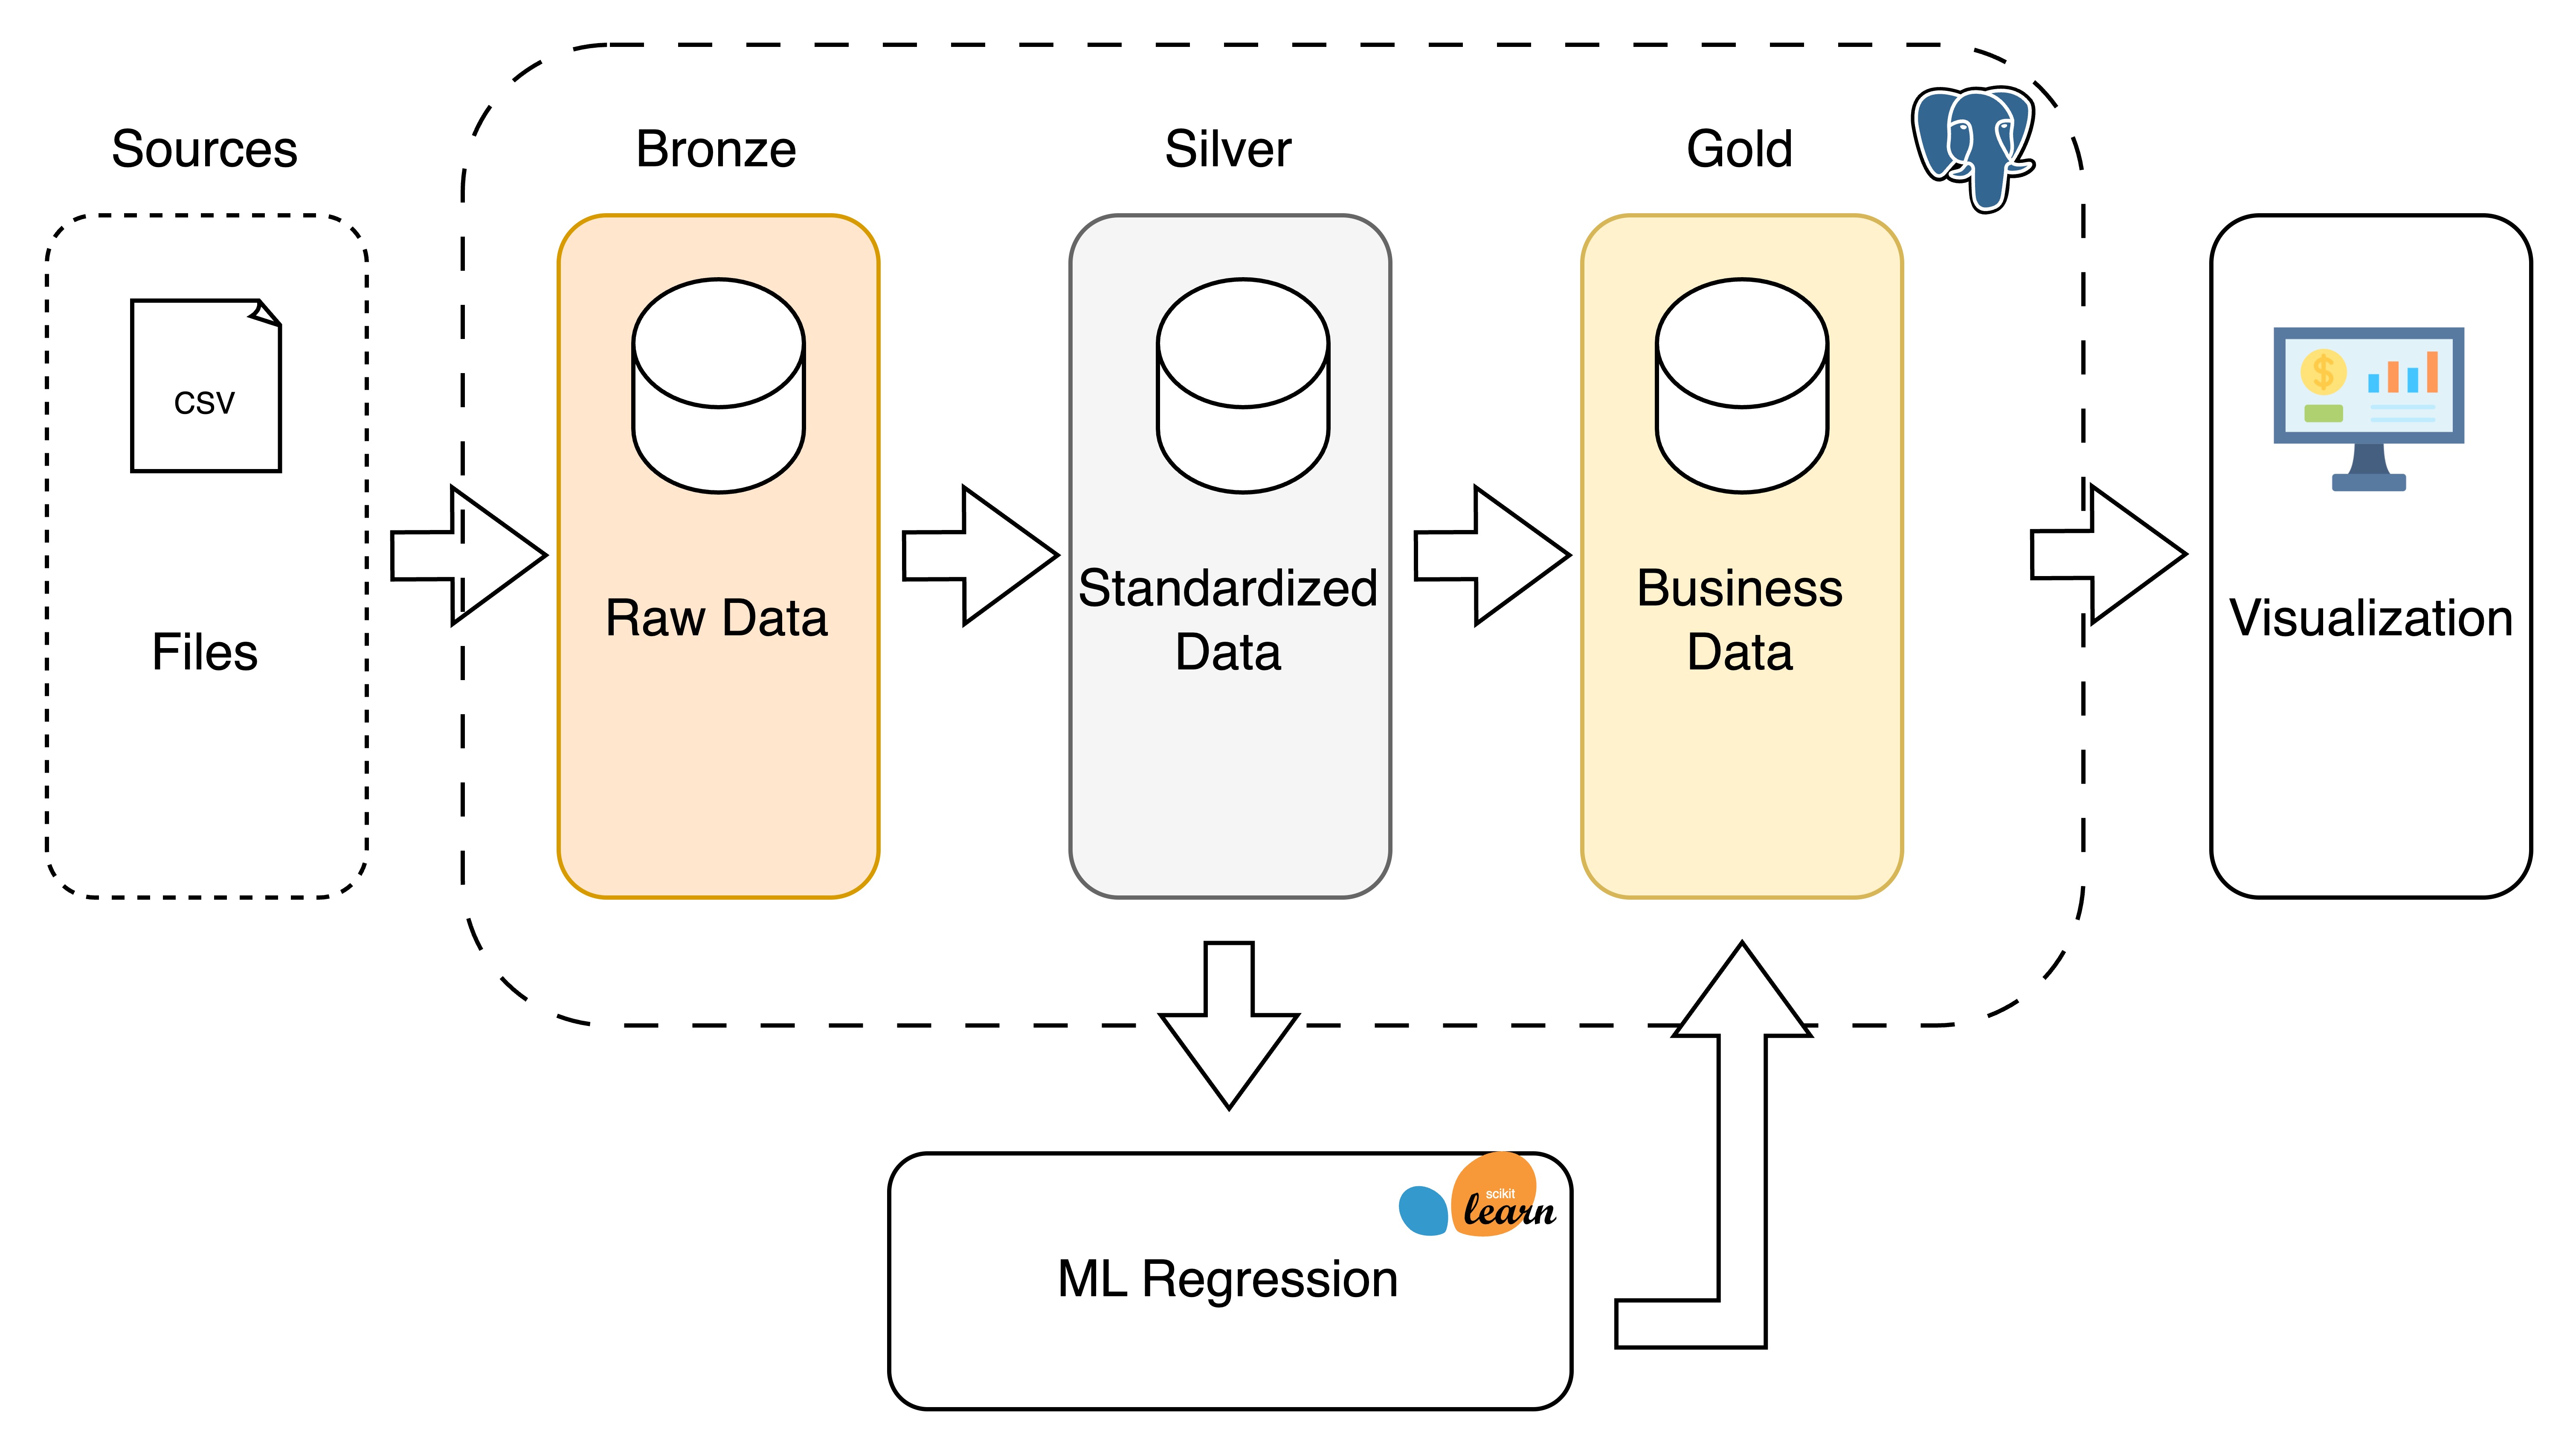 Sources
Bronze
Silver
Gold
CSV
Files
Raw Data
Standardized
Data
Business
Data
Visualization
scikit
learn
ML Regression